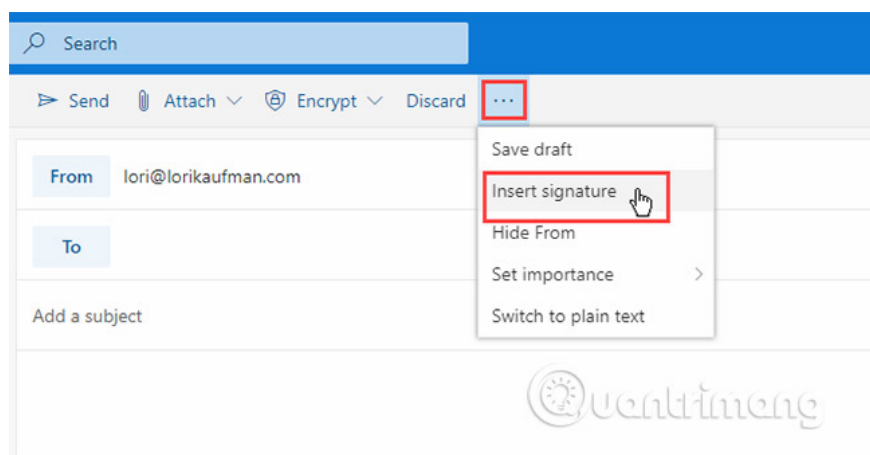 Search
Send Attach Encrypt Discard ...
Save draft
From lori@lorikaufman.com
Insert signature
Hide From
To
Set importance
Add a subject
Switch to plain text
Quantrimang